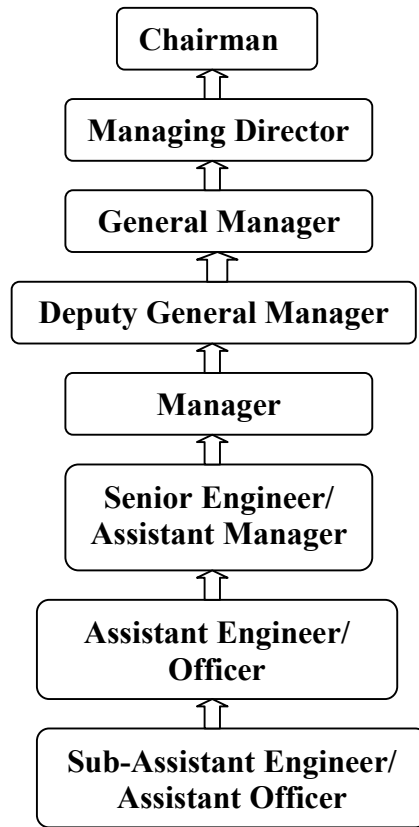 Chairman
Managing Director
General Manager
Deputy General Manager
Manager
Senior Engineer/
Assistant Manager
Assistant Engineer/
Officer
Sub-Assistant Engineer/
Assistant Officer